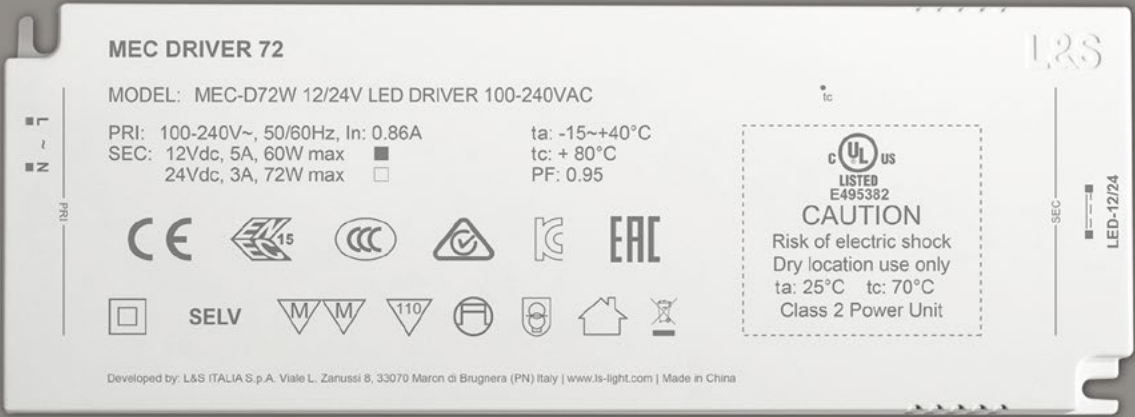 MEC DRIVER 72
L&S
MODEL: MEC-D72W 12/24V LED DRIVER 100-240VAC
tc
PRI: 100-240V~, 50/60Hz, In: 0.86A
SEC: 12Vdc, 5A, 60W max ■
24Vdc, 3A, 72W max □
ta: -15~+40°C
tc: + 80°C
PF: 0.95
L
~
N
PRI
CE
ENEC 15
CCC
KC
EAC
SELV
M M
110
C UL US
LISTED
E495382
CAUTION
Risk of electric shock
Dry location use only
ta: 25°C tc: 70°C
Class 2 Power Unit
SEC
LED-12/24
Developed by: L&S ITALIA S.p.A. Viale L. Zanussi 8, 33070 Maron di Brugnera (PN) Italy | www.ls-light.com | Made in China